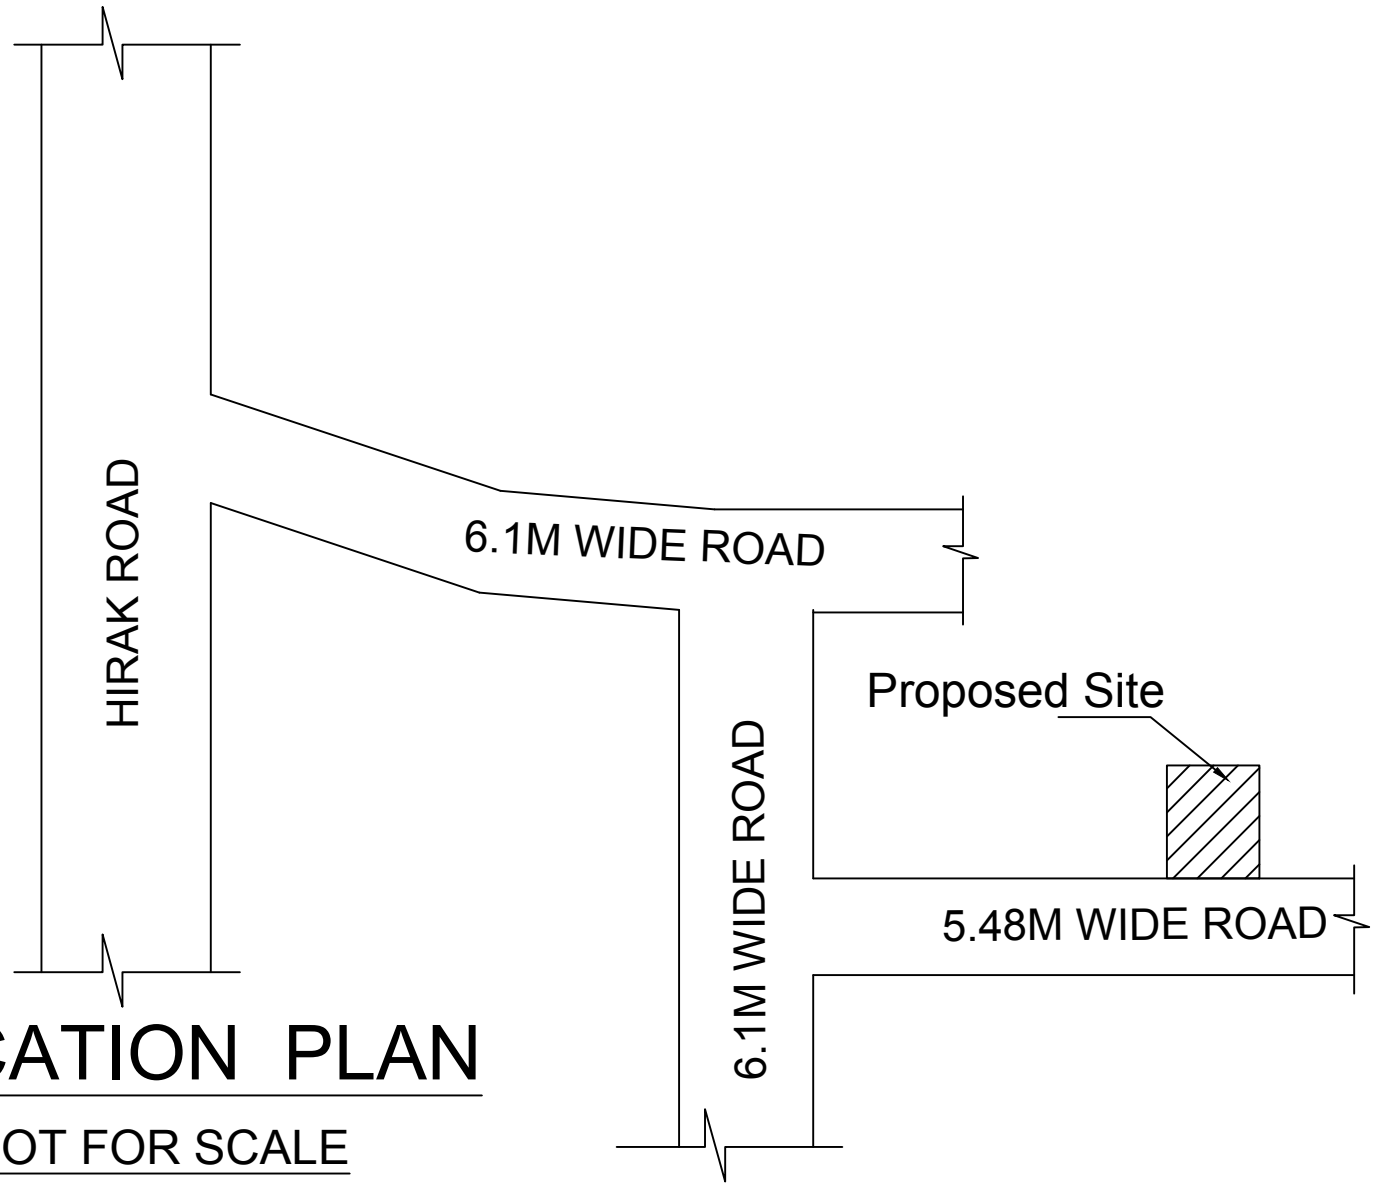 HIRAK ROAD
6.1M WIDE ROAD
Proposed Site
6.1M WIDE ROAD
5.48M WIDE ROAD
CATION PLAN
OT FOR SCALE